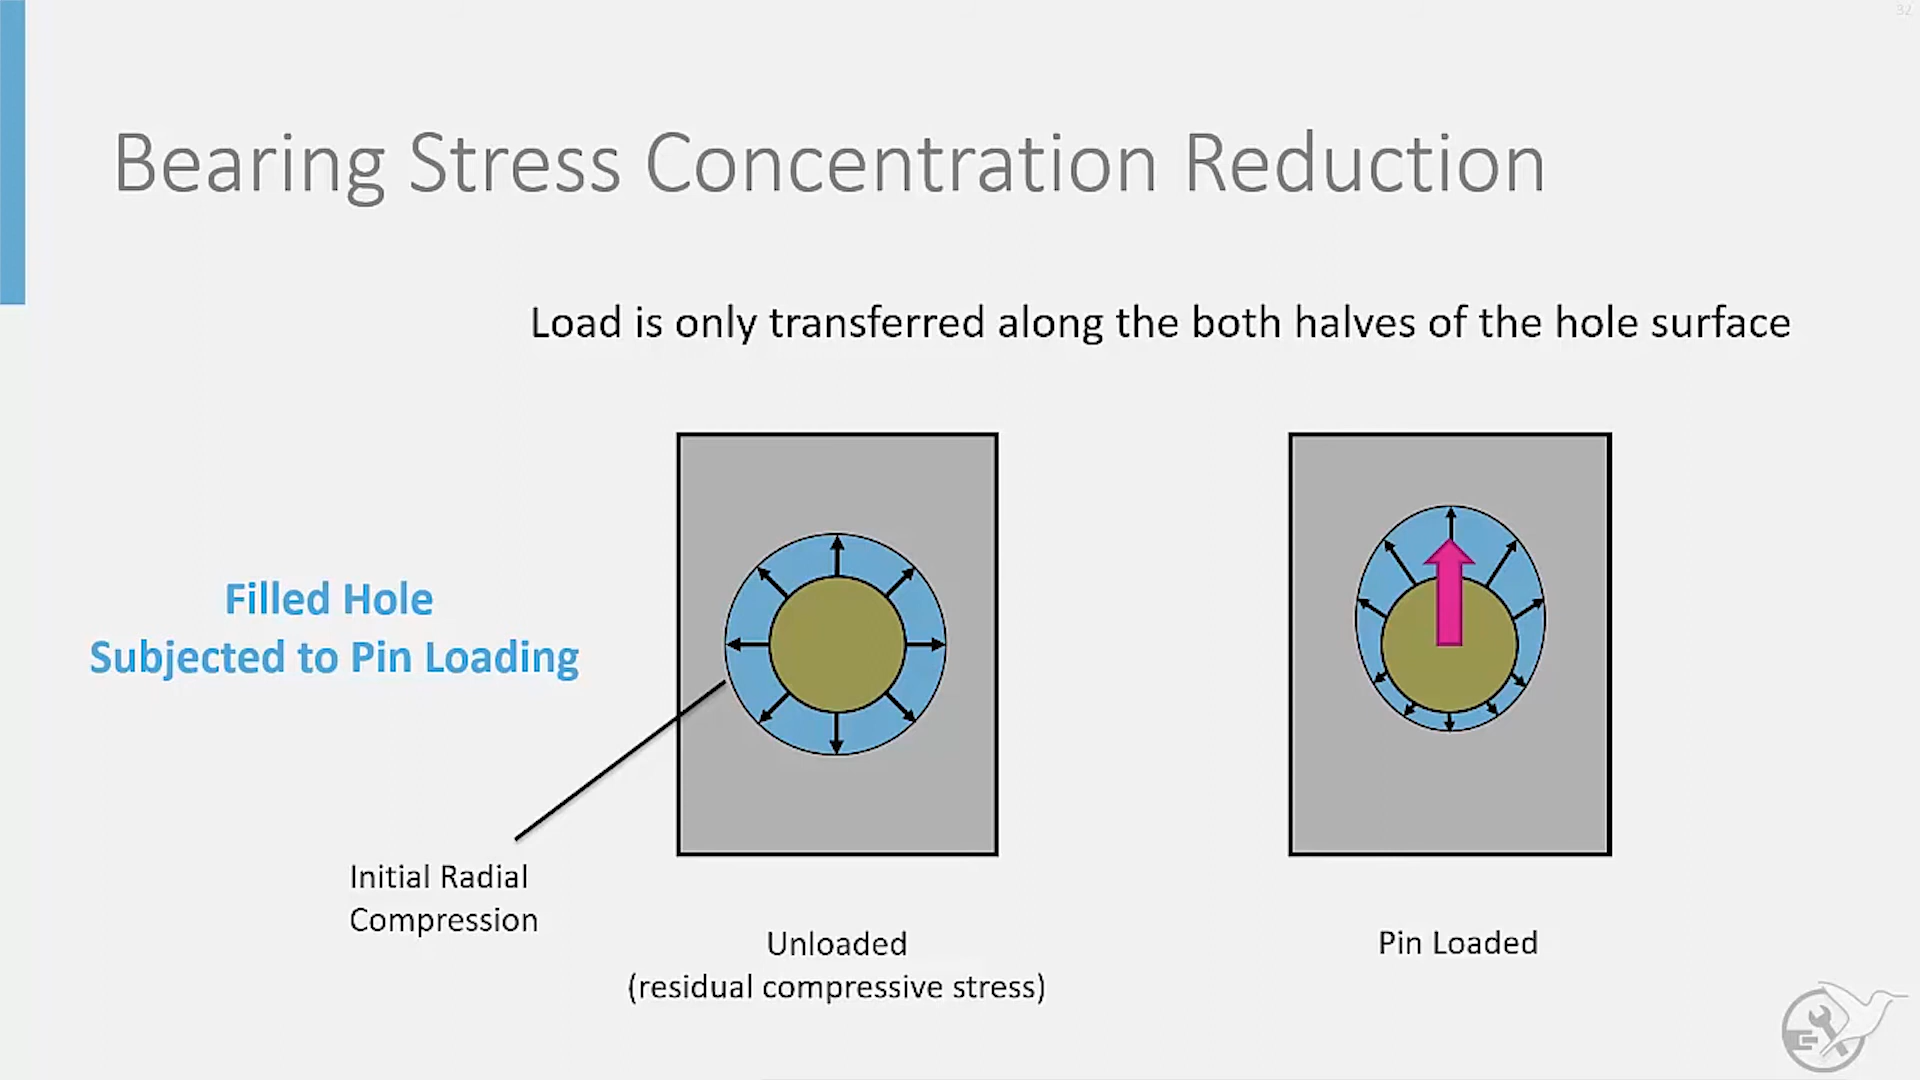 32
Bearing Stress Concentration Reduction
Load is only transferred along the both halves of the hole surface
Filled Hole
Subjected to Pin Loading
Initial Radial
Compression
Unloaded
(residual compressive stress)
Pin Loaded